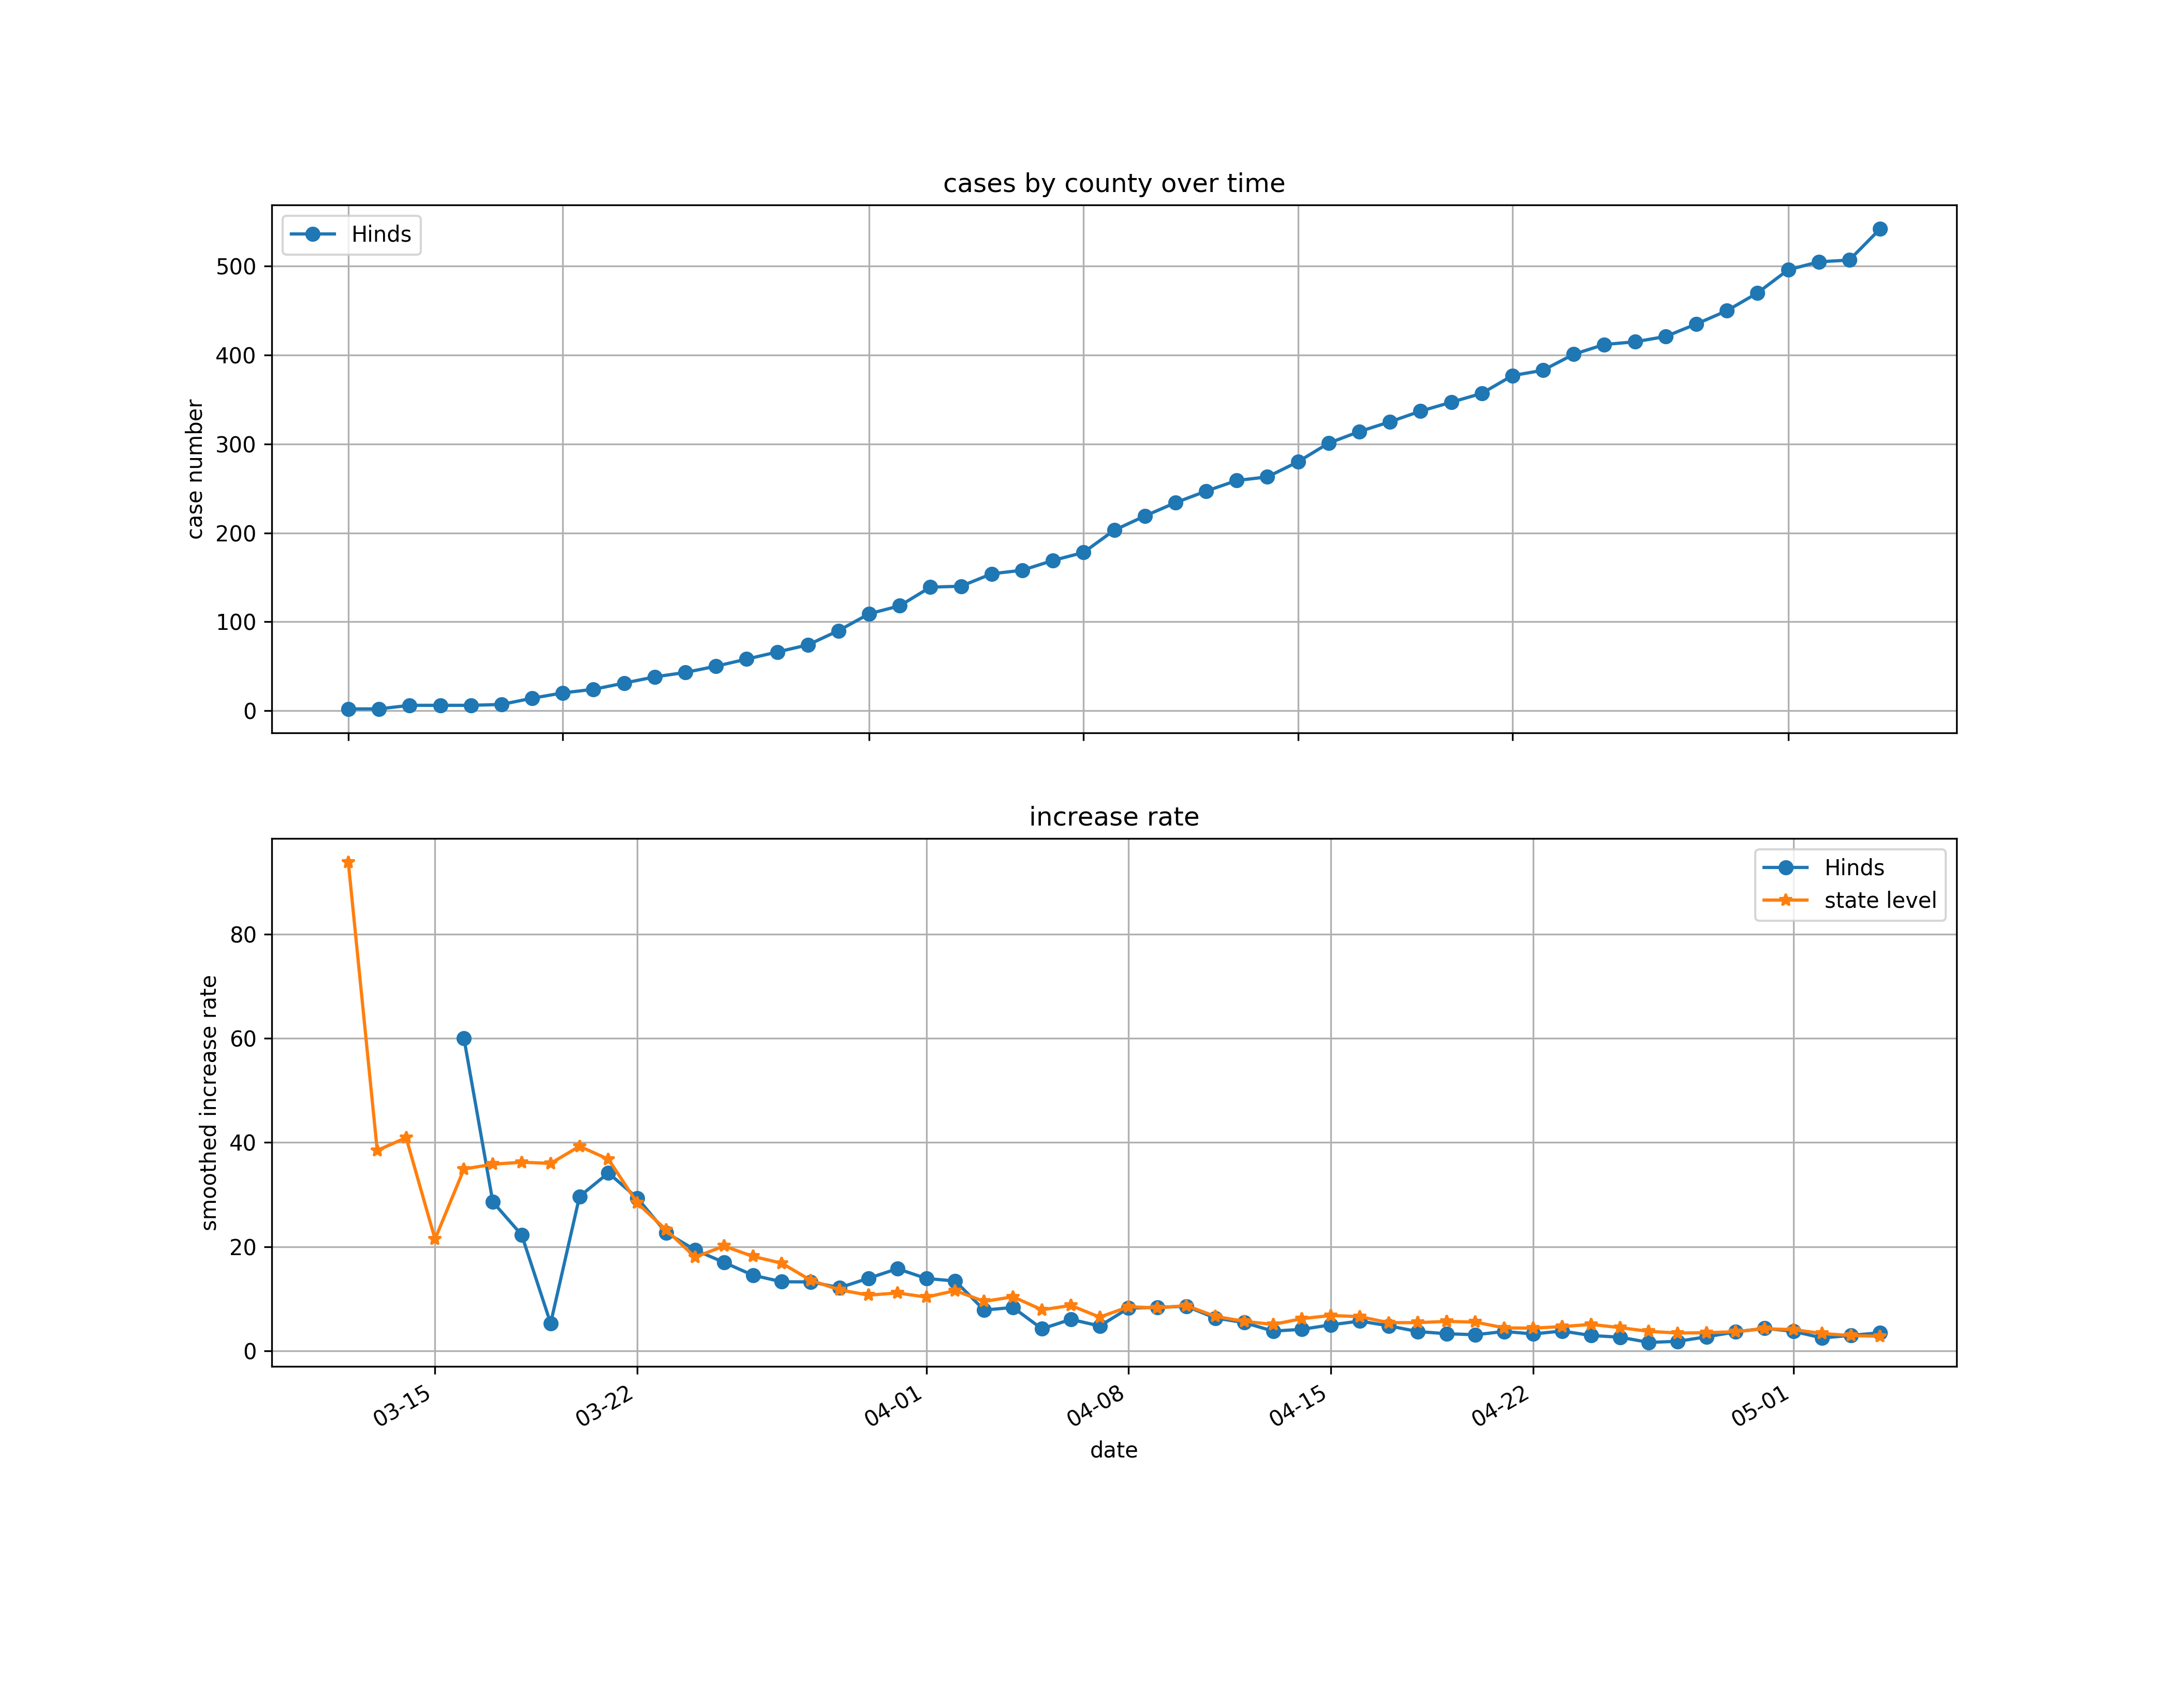 cases by county over time
Hinds
500
400
300
200
100
0
case number
increase rate
Hinds
state level
80
60
40
20
0
smoothed increase rate
03-15
03-22
04-01
04-08
04-15
04-22
05-01
date